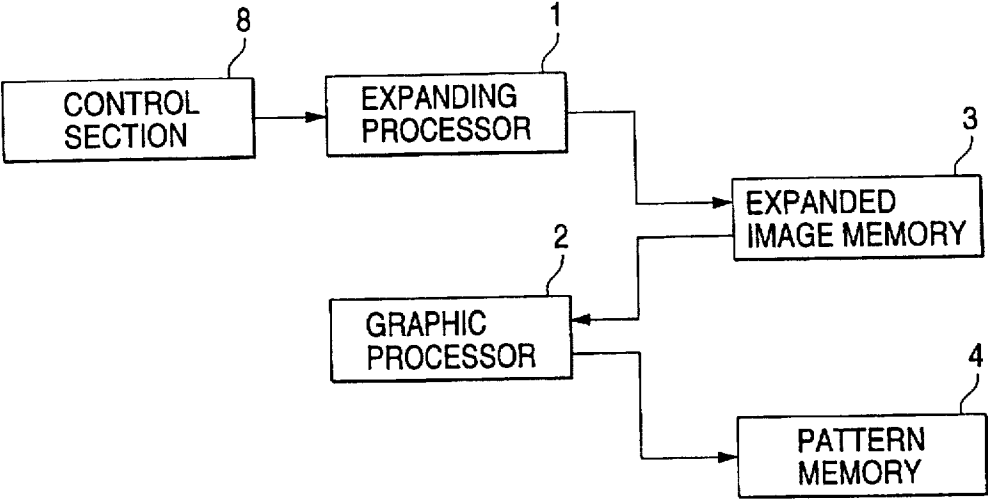 8
CONTROL
SECTION
1
EXPANDING
PROCESSOR
3
EXPANDED
IMAGE MEMORY
2
GRAPHIC
PROCESSOR
4
PATTERN
MEMORY